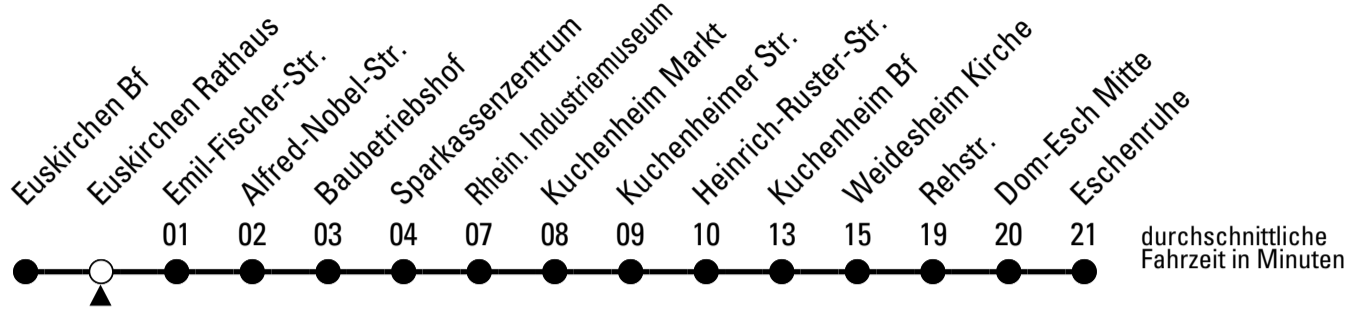 Euskirchen Bf
Euskirchen Rathaus
Emil-Fischer-Str.
Alfred-Nobel-Str.
Baubetriebshof
Sparkassenzentrum
Rhein. Industriemuseum
Kuchenheim Markt
Kuchenheimer Str.
Heinrich-Ruster-Str.
Kuchenheim Bf
Weidesheim Kirche
Rehstr.
Dom-Esch Mitte
Eschenruhe
01 02 03 04 07 08 09 10 13 15 19 20 21
durchschnittliche
Fahrzeit in Minuten